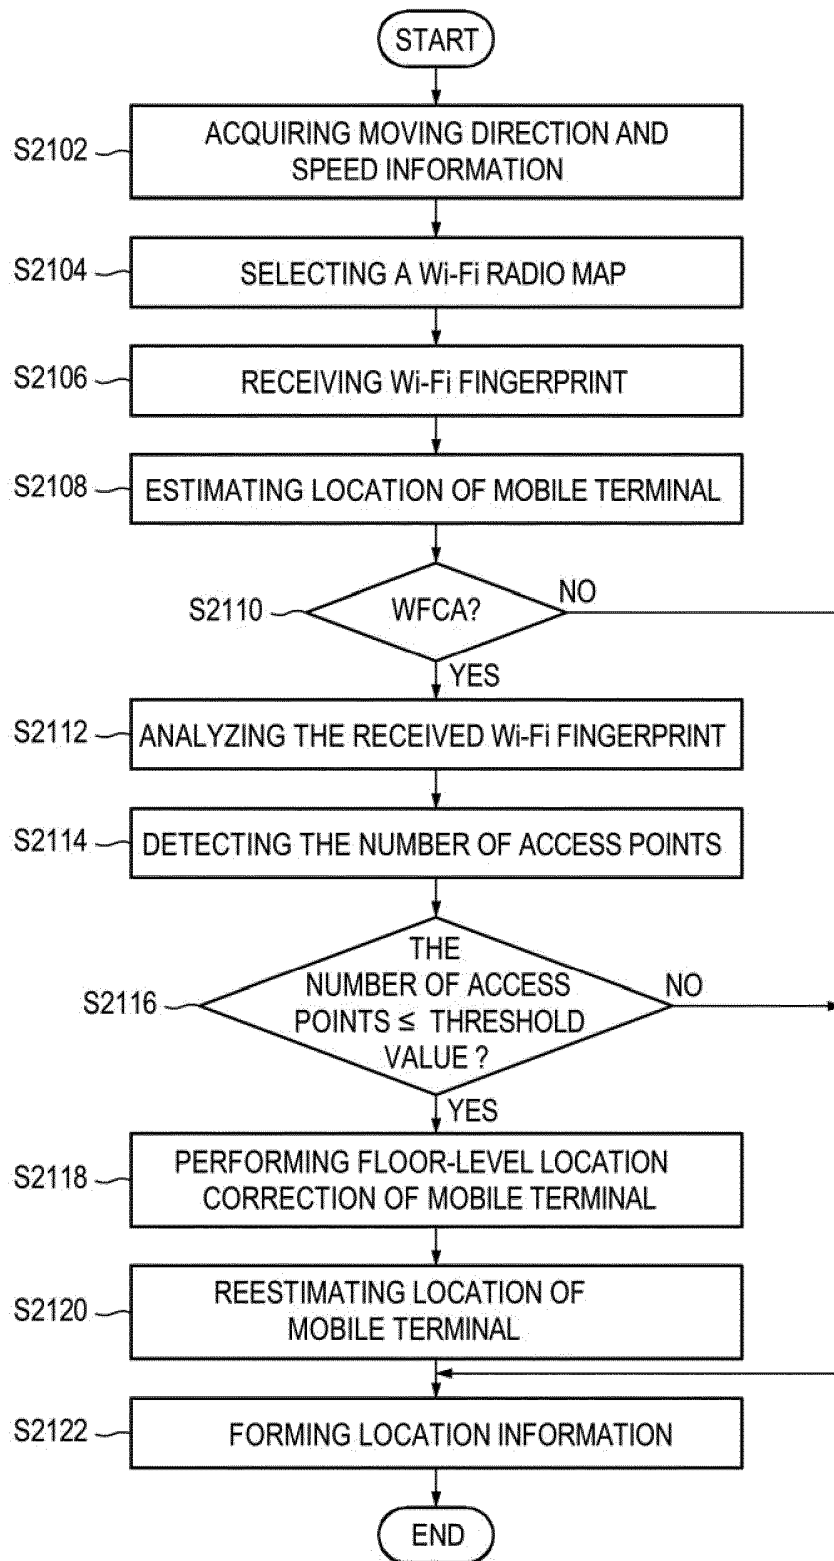 START
S2102
ACQUIRING MOVING DIRECTION AND
SPEED INFORMATION
S2104
SELECTING A Wi-Fi RADIO MAP
S2106
RECEIVING Wi-Fi FINGERPRINT
S2108
ESTIMATING LOCATION OF MOBILE TERMINAL
S2110
WFCA?
NO
YES
S2112
ANALYZING THE RECEIVED Wi-Fi FINGERPRINT
S2114
DETECTING THE NUMBER OF ACCESS POINTS
S2116
THE
NUMBER OF ACCESS
POINTS ≤ THRESHOLD
VALUE ?
NO
YES
S2118
PERFORMING FLOOR-LEVEL LOCATION
CORRECTION OF MOBILE TERMINAL
S2120
REESTIMATING LOCATION OF
MOBILE TERMINAL
S2122
FORMING LOCATION INFORMATION
END